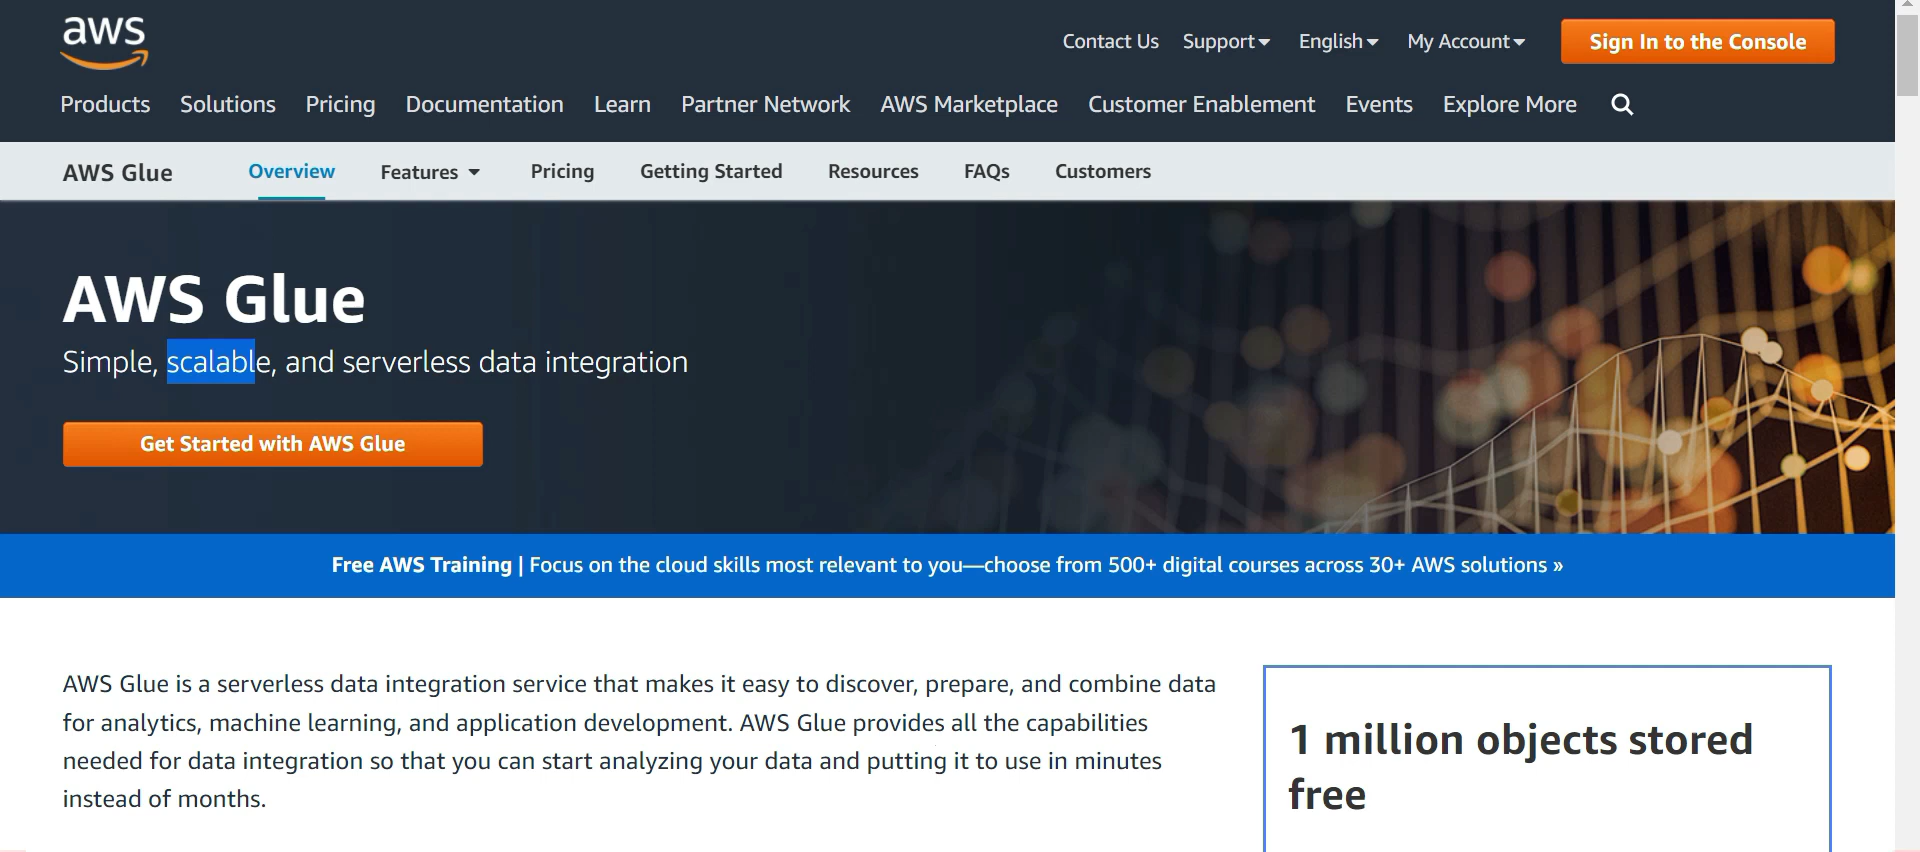 aws
Contact Us Support English My Account Sign In to the Console
Products Solutions Pricing Documentation Learn Partner Network AWS Marketplace Customer Enablement Events Explore More
AWS Glue Overview Features Pricing Getting Started Resources FAQs Customers
AWS Glue
Simple, scalable, and serverless data integration
Get Started with AWS Glue
Free AWS Training | Focus on the cloud skills most relevant to you—choose from 500+ digital courses across 30+ AWS solutions »
AWS Glue is a serverless data integration service that makes it easy to discover, prepare, and combine data
for analytics, machine learning, and application development. AWS Glue provides all the capabilities
needed for data integration so that you can start analyzing your data and putting it to use in minutes
instead of months.
1 million objects stored
free